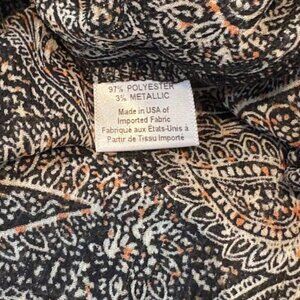 97% POLYESTER
3% METALLIC
Made in USA of
Imported Fabric
Fabriqué aux États-Unis à
Partir de Tissu Importé